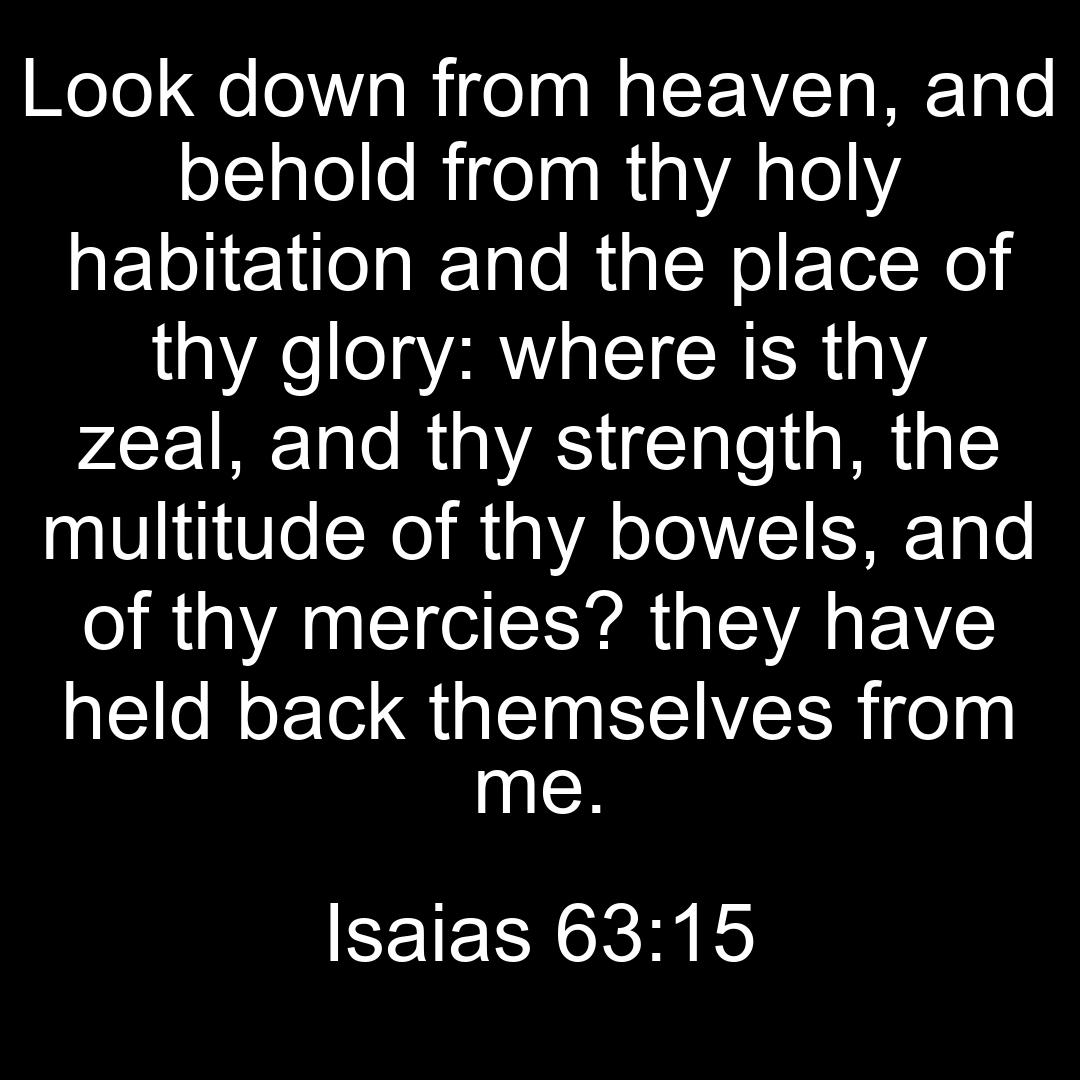 Look down from heaven, and
behold from thy holy
habitation and the place of
thy glory: where is thy
zeal, and thy strength, the
multitude of thy bowels, and
of thy mercies? they have
held back themselves from
me.
Isaias 63:15